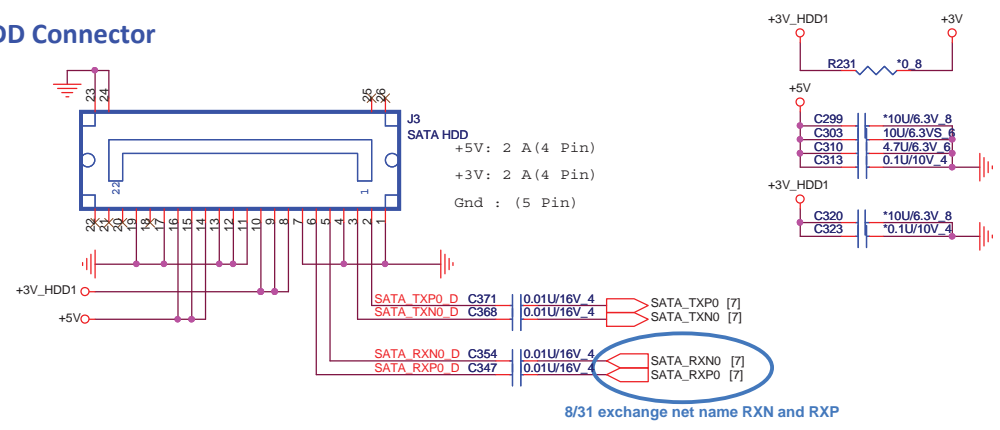 DD Connector
+3V_HDD1
+3V
R231
*0_8
+5V
C299
*10U/6.3V_8
C303
10U/6.3VS_6
C310
4.7U/6.3V_6
C313
0.1U/10V_4
+3V_HDD1
C320
*10U/6.3V_8
C323
*0.1U/10V_4
23
24
25
26
J3
SATA HDD
+5V: 2 A(4 Pin)
+3V: 2 A(4 Pin)
Gnd : (5 Pin)
22
1
22
21
20
19
18
17
16
15
14
13
12
11
10
9
8
7
6
5
4
3
2
1
+3V_HDD1
+5V
SATA_TXP0_D
C371
0.01U/16V_4
SATA_TXP0 [7]
SATA_TXN0_D
C368
0.01U/16V_4
SATA_TXN0 [7]
SATA_RXN0_D
C354
0.01U/16V_4
SATA_RXN0 [7]
SATA_RXP0_D
C347
0.01U/16V_4
SATA_RXP0 [7]
8/31 exchange net name RXN and RXP